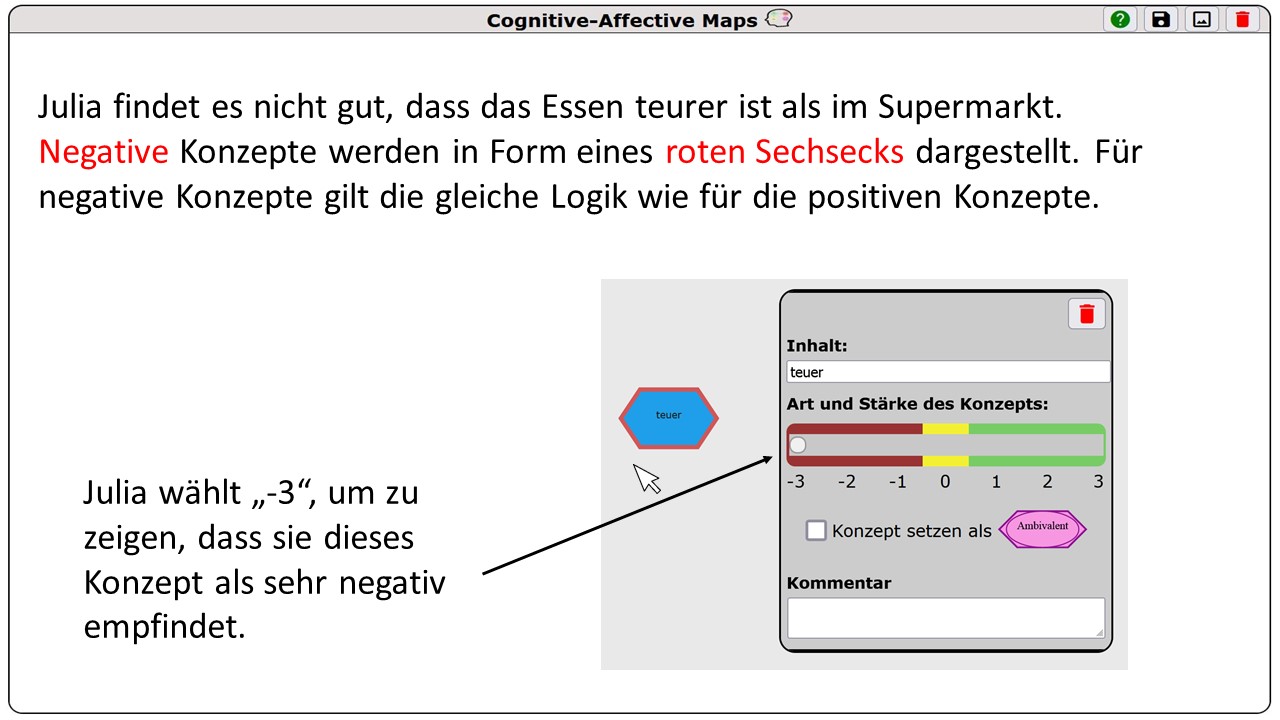 Cognitive-Affective Maps
Julia findet es nicht gut, dass das Essen teurer ist als im Supermarkt.
Negative Konzepte werden in Form eines roten Sechsecks dargestellt. Für
negative Konzepte gilt die gleiche Logik wie für die positiven Konzepte.
Inhalt:
teuer
teuer
Art und Stärke des Konzepts:
-3 -2 -1 0 1 2 3
Konzept setzen als Ambivalent
Kommentar
Julia wählt „-3“, um zu
zeigen, dass sie dieses
Konzept als sehr negativ
empfindet.